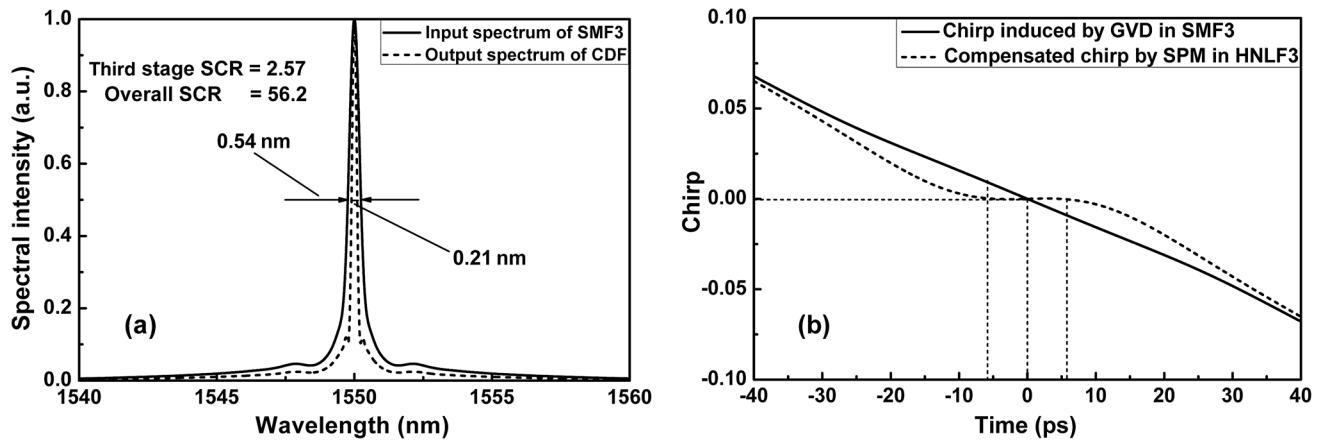 Input spectrum of SMF3
Output spectrum of CDF
Third stage SCR = 2.57
Overall SCR = 56.2
0.54 nm
0.21 nm
(a)
Spectral intensity (a.u.)
1.0
0.8
0.6
0.4
0.2
0.0
1540 1545 1550 1555 1560
Wavelength (nm)
Chirp induced by GVD in SMF3
Compensated chirp by SPM in HNLF3
(b)
Chirp
0.10
0.05
0.00
-0.05
-0.10
-40 -30 -20 -10 0 10 20 30 40
Time (ps)